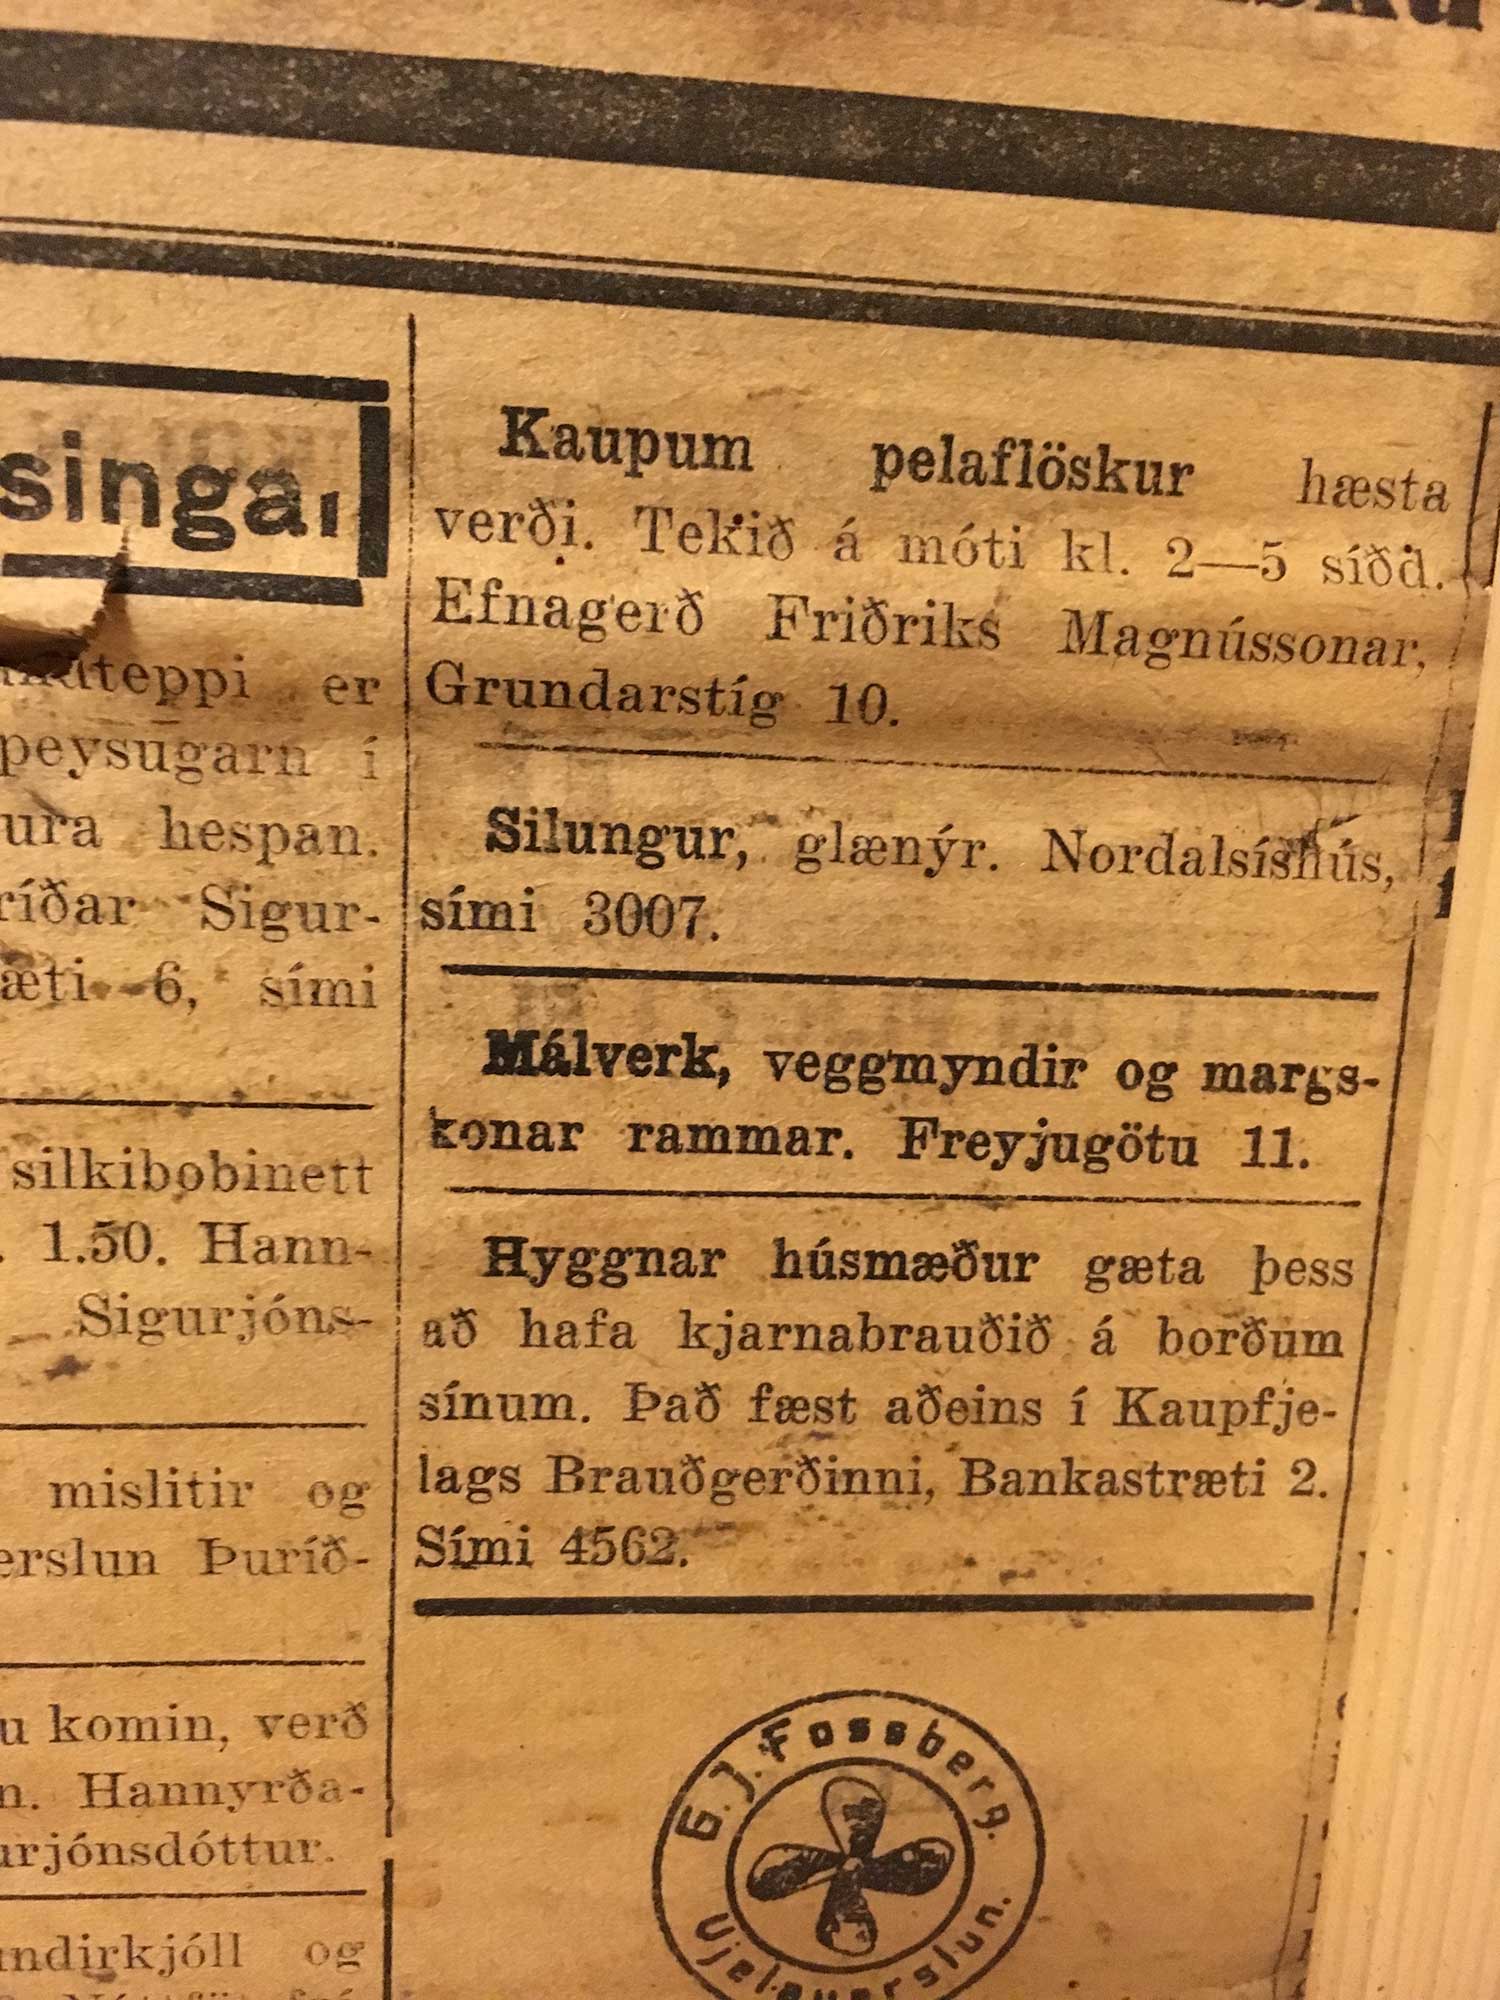 singar
teppi er
peysugarn í
ura hespan.
ríðar Sigur-
æti 6, sími
silkibobinett
1.50. Hann-
Sigurjóns-
mislitir og
erslun Þuríð-
u komin, verð
n. Hannyrða-
urjónsdóttur.
ndirkjóll og
Kaupum pelaflöskur hæsta
verði. Tekið á móti kl. 2—5 síðd.
Efnagerð Friðriks Magnússonar,
Grundarstíg 10.
Silungur, glænýr. Nordalsíshús,
sími 3007.
Málverk, veggmyndir og margs-
konar rammar. Freyjugötu 11.
Hyggnar húsmæður gæta þess
að hafa kjarnabrauðið á borðum
sínum. Það fæst aðeins í Kaupfje-
lags Brauðgerðinni, Bankastræti 2.
Sími 4562.
G. J. Fossberg.
Vjelaverslun.